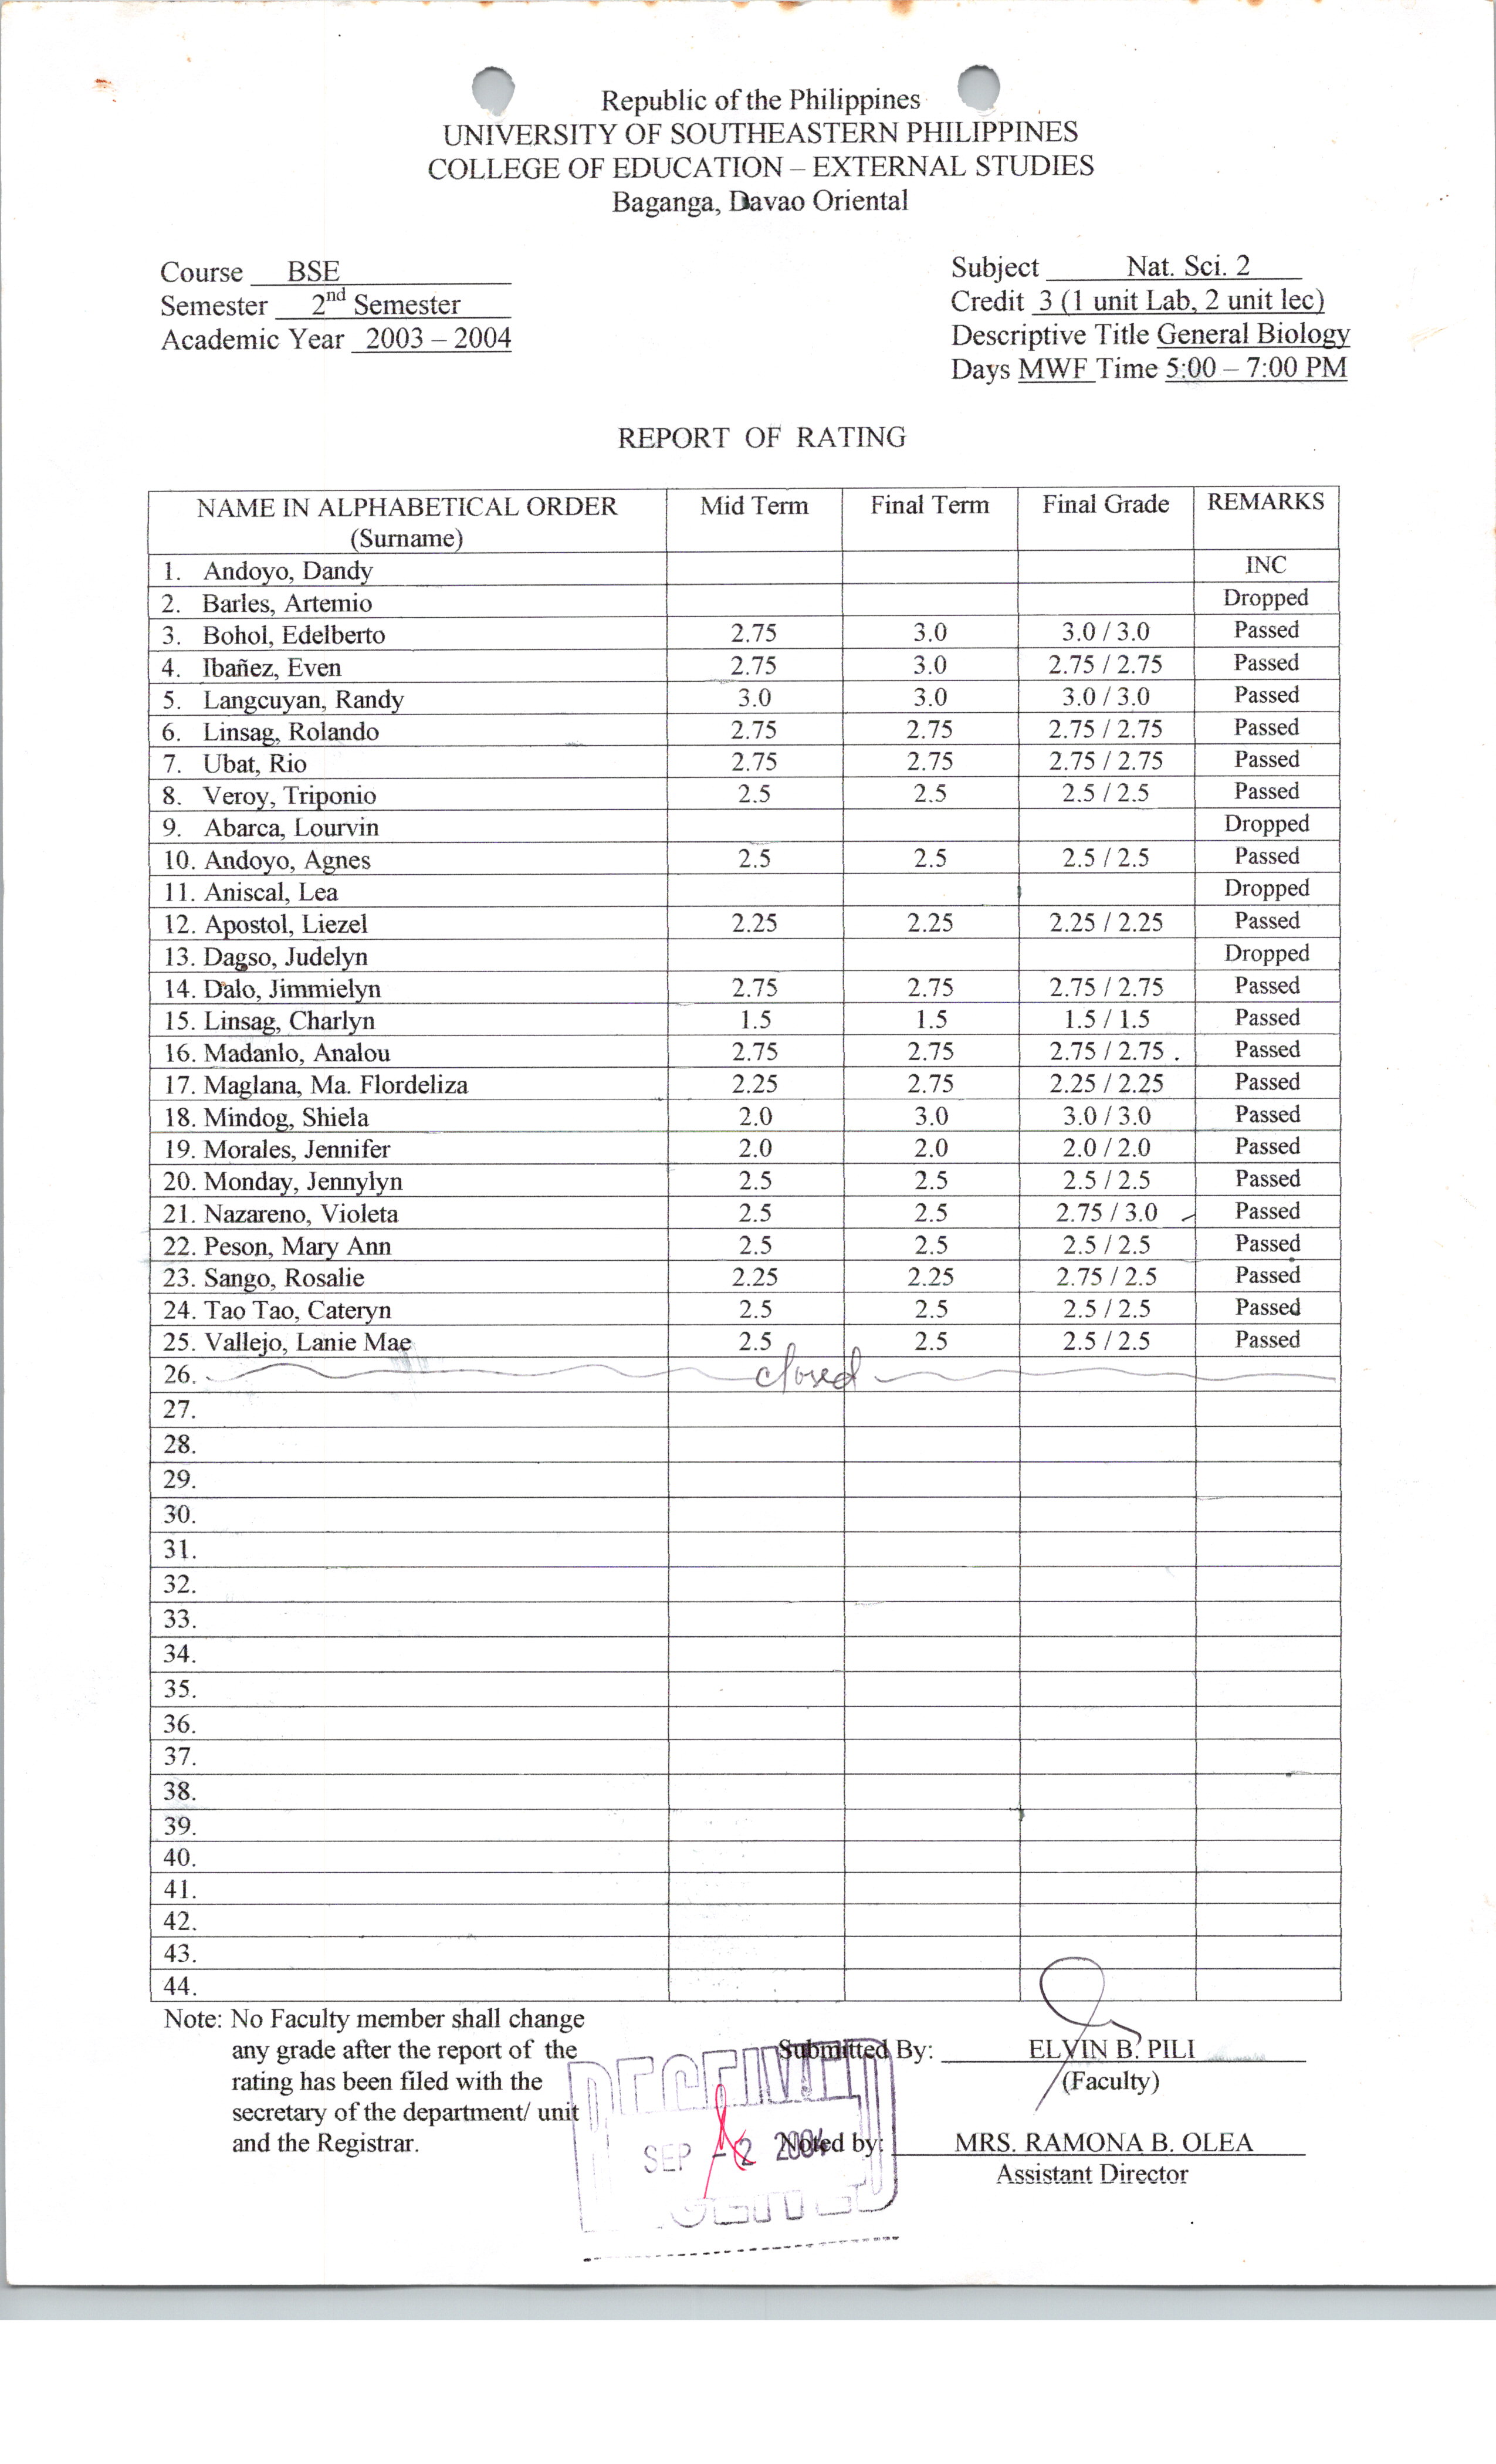 Republic of the Philippines
UNIVERSITY OF SOUTHEASTERN PHILIPPINES
COLLEGE OF EDUCATION – EXTERNAL STUDIES
Baganga, Davao Oriental
Course BSE
Semester 2nd Semester
Academic Year 2003 – 2004
Subject Nat. Sci. 2
Credit 3 (1 unit Lab, 2 unit lec)
Descriptive Title General Biology
Days MWF Time 5:00 – 7:00 PM
REPORT OF RATING
NAME IN ALPHABETICAL ORDER (Surname) Mid Term Final Term Final Grade REMARKS
1. Andoyo, Dandy INC
2. Barles, Artemio Dropped
3. Bohol, Edelberto 2.75 3.0 3.0 / 3.0 Passed
4. Ibañez, Even 2.75 3.0 2.75 / 2.75 Passed
5. Langcuyan, Randy 3.0 3.0 3.0 / 3.0 Passed
6. Linsag, Rolando 2.75 2.75 2.75 / 2.75 Passed
7. Ubat, Rio 2.75 2.75 2.75 / 2.75 Passed
8. Veroy, Triponio 2.5 2.5 2.5 / 2.5 Passed
9. Abarca, Lourvin Dropped
10. Andoyo, Agnes 2.5 2.5 2.5 / 2.5 Passed
11. Aniscal, Lea Dropped
12. Apostol, Liezel 2.25 2.25 2.25 / 2.25 Passed
13. Dagso, Judelyn Dropped
14. Dalo, Jimmielyn 2.75 2.75 2.75 / 2.75 Passed
15. Linsag, Charlyn 1.5 1.5 1.5 / 1.5 Passed
16. Madanlo, Analou 2.75 2.75 2.75 / 2.75 Passed
17. Maglana, Ma. Flordeliza 2.25 2.75 2.25 / 2.25 Passed
18. Mindog, Shiela 2.0 3.0 3.0 / 3.0 Passed
19. Morales, Jennifer 2.0 2.0 2.0 / 2.0 Passed
20. Monday, Jennylyn 2.5 2.5 2.5 / 2.5 Passed
21. Nazareno, Violeta 2.5 2.5 2.75 / 3.0 Passed
22. Peson, Mary Ann 2.5 2.5 2.5 / 2.5 Passed
23. Sango, Rosalie 2.25 2.25 2.75 / 2.5 Passed
24. Tao Tao, Cateryn 2.5 2.5 2.5 / 2.5 Passed
25. Vallejo, Lanie Mae 2.5 2.5 2.5 / 2.5 Passed
26. closed
27.
28.
29.
30.
31.
32.
33.
34.
35.
36.
37.
38.
39.
40.
41.
42.
43.
44.
Note: No Faculty member shall change
any grade after the report of the
rating has been filed with the
secretary of the department/ unit
and the Registrar.
Submitted By: ELVIN B. PILI
(Faculty)
Noted by: MRS. RAMONA B. OLEA
Assistant Director
RECEIVED
SEP - 2 2004